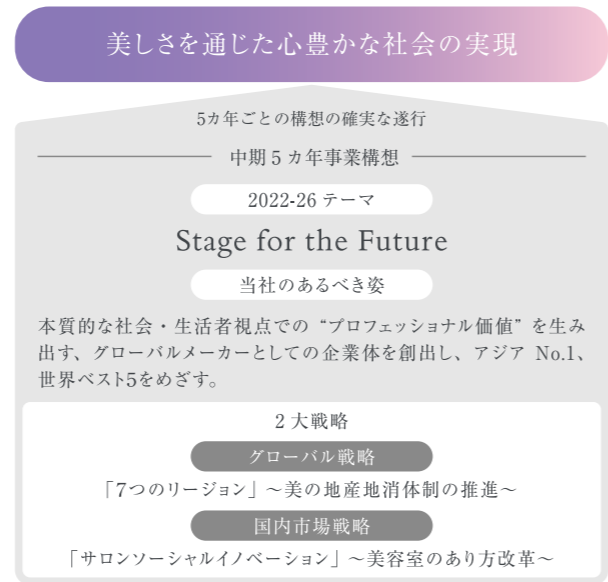 美しさを通じた心豊かな社会の実現
5カ年ごとの構想の確実な遂行
中期5カ年事業構想
2022-26 テーマ
Stage for the Future
当社のあるべき姿
本質的な社会・生活者視点での“プロフェッショナル価値”を生み
出す、グローバルメーカーとしての企業体を創出し、アジア No.1、
世界ベスト5をめざす。
2大戦略
グローバル戦略
「7つのリージョン」～美の地産地消体制の推進～
国内市場戦略
「サロンソーシャルイノベーション」～美容室のあり方改革～